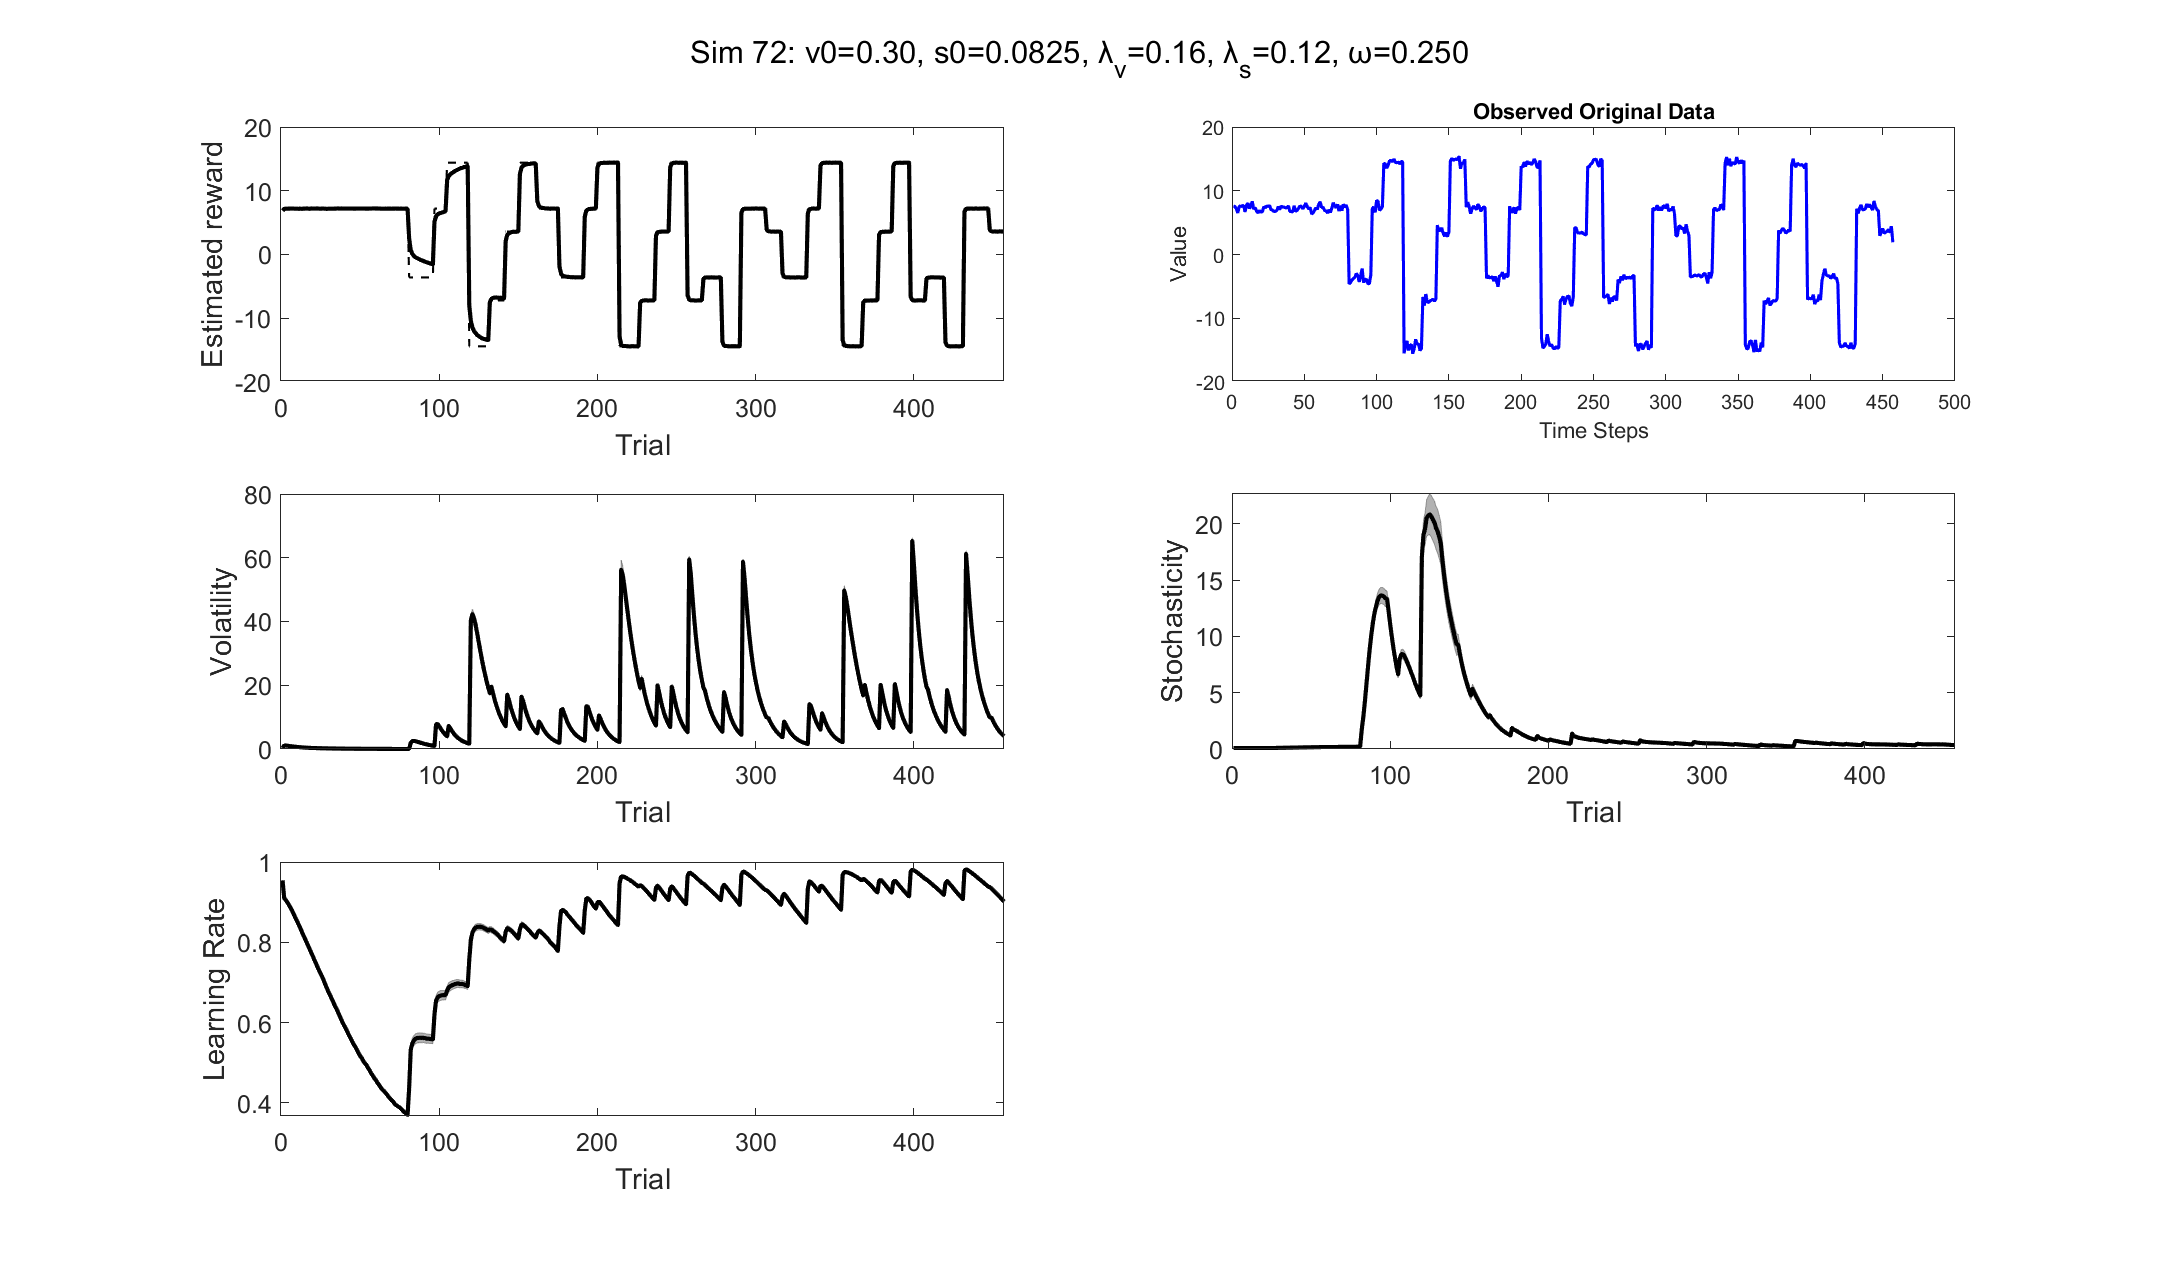 Sim 72: v0=0.30, s0=0.0825, λv=0.16, λs=0.12, ω=0.250
Estimated reward
20
10
0
-10
-20
0 100 200 300 400
Trial
Observed Original Data
Value
20
10
0
-10
-20
0 50 100 150 200 250 300 350 400 450 500
Time Steps
Volatility
80
60
40
20
0
0 100 200 300 400
Trial
Stochasticity
20
15
10
5
0
0 100 200 300 400
Trial
Learning Rate
1
0.8
0.6
0.4
0 100 200 300 400
Trial